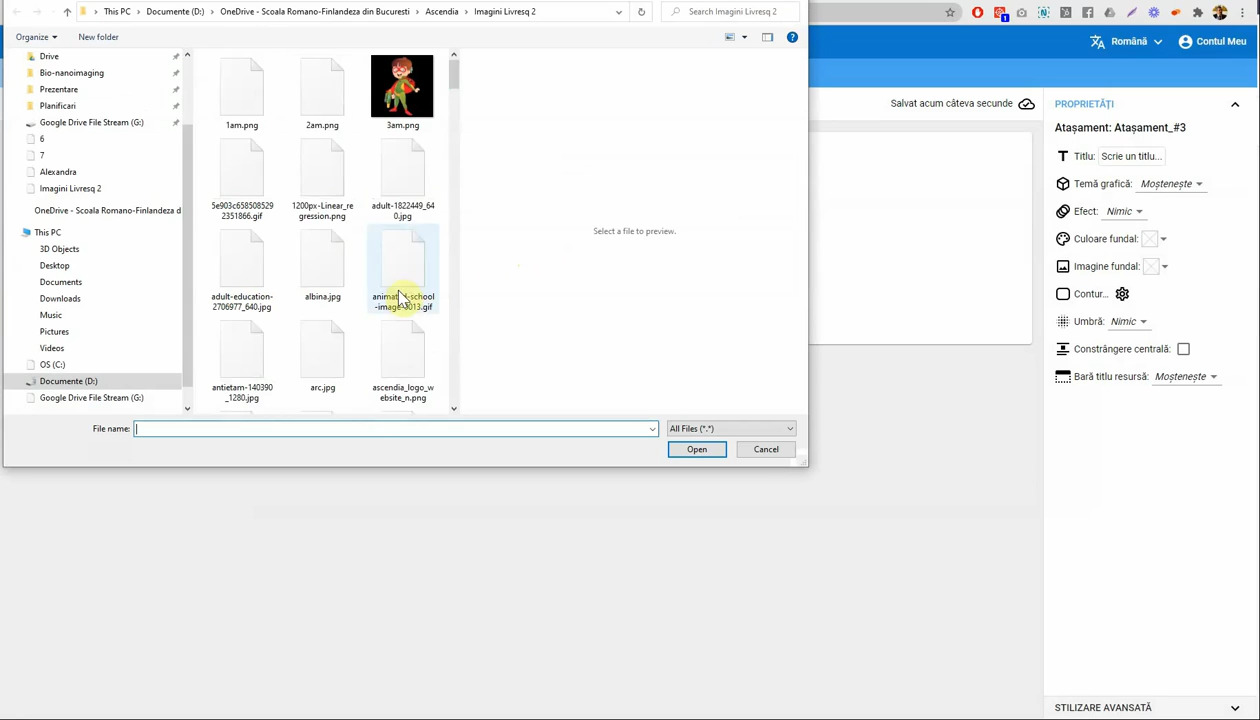 This PC › Documente (D:) › OneDrive - Scoala Romano-Finlandeza din Bucuresti › Ascendia › Imagini Livresq 2
Search Imagini Livresq 2
Organize
New folder
Drive
Bio-nanoimaging
Prezentare
Planificari
Google Drive File Stream (G:)
6
7
Alexandra
Imagini Livresq 2
OneDrive - Scoala Romano-Finlandeza d
This PC
3D Objects
Desktop
Documents
Downloads
Music
Pictures
Videos
OS (C:)
Documente (D:)
Google Drive File Stream (G:)
1am.png
2am.png
3am.png
5e903c658508529
2351866.gif
1200px-Linear_re
gression.png
adult-1822449_64
0.jpg
adult-education-
2706977_640.jpg
albina.jpg
-school
antietam-140390
_1280.jpg
arc.jpg
ascendia_logo_w
ebsite_n.png
Select a file to preview.
File name:
All Files (*.*)
Open
Cancel
1
Română
Contul Meu
Salvat acum câteva secunde
PROPRIETĂȚI
Atașament: Atașament_#3
Titlu: Scrie un titlu...
Temă grafică: Moștenește
Efect: Nimic
Culoare fundal:
Imagine fundal:
Contur...
Umbră: Nimic
Constrângere centrală:
Bară titlu resursă: Moștenește
STILIZARE AVANSATĂ